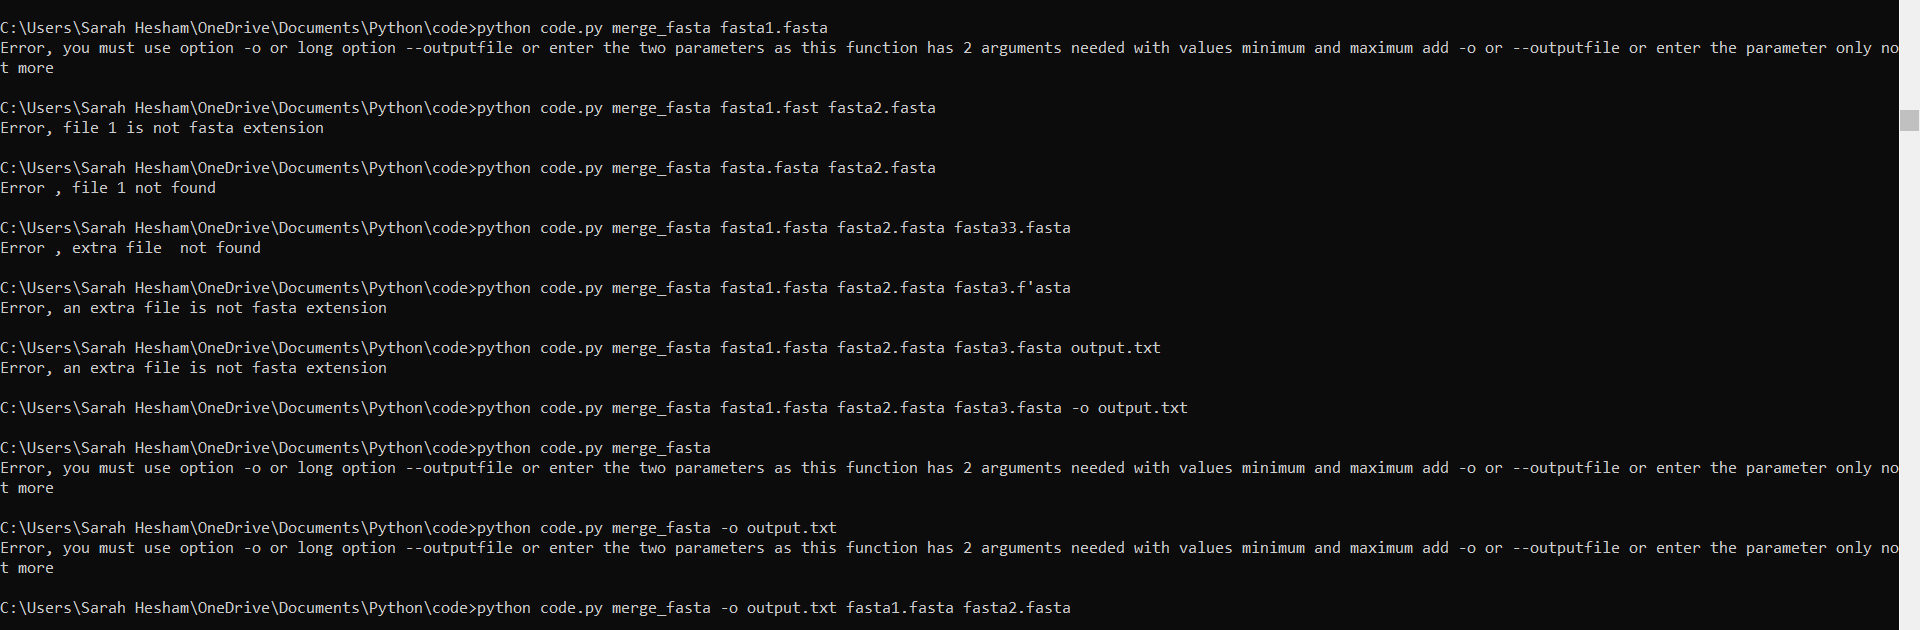 C:\Users\Sarah Hesham\OneDrive\Documents\Python\code>python code.py merge_fasta fasta1.fasta
Error, you must use option -o or long option --outputfile or enter the two parameters as this function has 2 arguments needed with values minimum and maximum add -o or --outputfile or enter the parameter only no
t more
C:\Users\Sarah Hesham\OneDrive\Documents\Python\code>python code.py merge_fasta fasta1.fast fasta2.fasta
Error, file 1 is not fasta extension
C:\Users\Sarah Hesham\OneDrive\Documents\Python\code>python code.py merge_fasta fasta.fasta fasta2.fasta
Error , file 1 not found
C:\Users\Sarah Hesham\OneDrive\Documents\Python\code>python code.py merge_fasta fasta1.fasta fasta2.fasta fasta33.fasta
Error , extra file  not found
C:\Users\Sarah Hesham\OneDrive\Documents\Python\code>python code.py merge_fasta fasta1.fasta fasta2.fasta fasta3.f'asta
Error, an extra file is not fasta extension
C:\Users\Sarah Hesham\OneDrive\Documents\Python\code>python code.py merge_fasta fasta1.fasta fasta2.fasta fasta3.fasta output.txt
Error, an extra file is not fasta extension
C:\Users\Sarah Hesham\OneDrive\Documents\Python\code>python code.py merge_fasta fasta1.fasta fasta2.fasta fasta3.fasta -o output.txt
C:\Users\Sarah Hesham\OneDrive\Documents\Python\code>python code.py merge_fasta
Error, you must use option -o or long option --outputfile or enter the two parameters as this function has 2 arguments needed with values minimum and maximum add -o or --outputfile or enter the parameter only no
t more
C:\Users\Sarah Hesham\OneDrive\Documents\Python\code>python code.py merge_fasta -o output.txt
Error, you must use option -o or long option --outputfile or enter the two parameters as this function has 2 arguments needed with values minimum and maximum add -o or --outputfile or enter the parameter only no
t more
C:\Users\Sarah Hesham\OneDrive\Documents\Python\code>python code.py merge_fasta -o output.txt fasta1.fasta fasta2.fasta